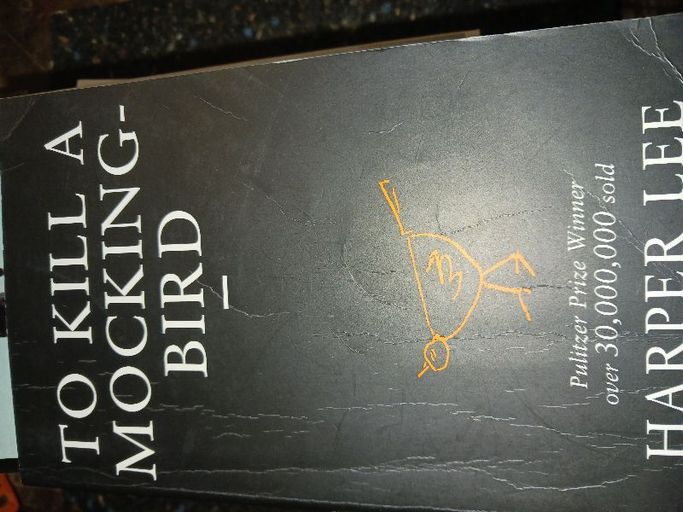 TO KILL A
MOCKING-
BIRD
Pulitzer Prize Winner
over 30,000,000 sold
HARPER LEE